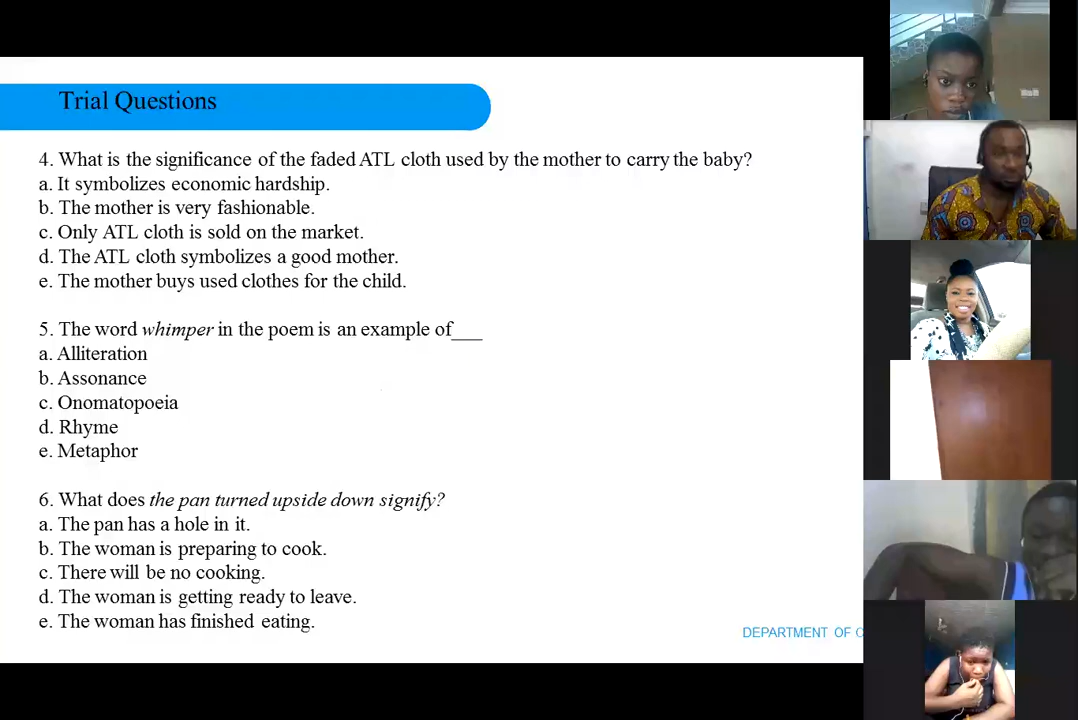 Trial Questions
4. What is the significance of the faded ATL cloth used by the mother to carry the baby?
a. It symbolizes economic hardship.
b. The mother is very fashionable.
c. Only ATL cloth is sold on the market.
d. The ATL cloth symbolizes a good mother.
e. The mother buys used clothes for the child.
5. The word whimper in the poem is an example of___
a. Alliteration
b. Assonance
c. Onomatopoeia
d. Rhyme
e. Metaphor
6. What does the pan turned upside down signify?
a. The pan has a hole in it.
b. The woman is preparing to cook.
c. There will be no cooking.
d. The woman is getting ready to leave.
e. The woman has finished eating.
DEPARTMENT OF